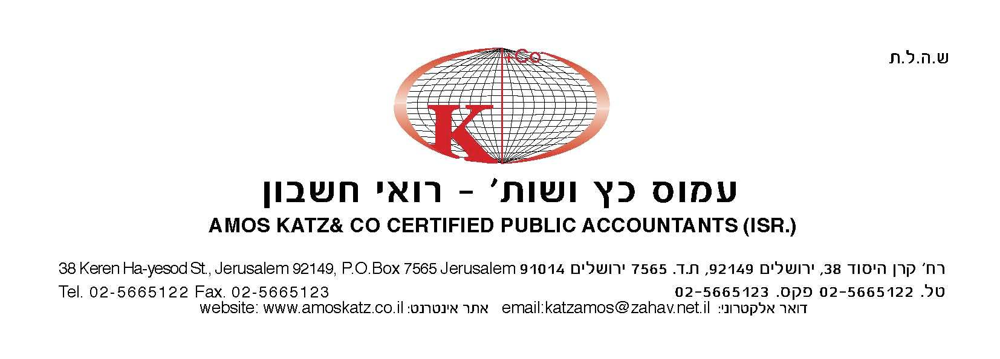 ש.ה.ל.ת
+Co
K
עמוס כץ ושות' - רואי חשבון
AMOS KATZ& CO CERTIFIED PUBLIC ACCOUNTANTS (ISR.)
38 Keren Ha-yesod St., Jerusalem 92149, P.O.Box 7565 Jerusalem
רח' קרן היסוד 38, ירושלים 92149, ת.ד. 7565 ירושלים 91014
Tel. 02-5665122 Fax. 02-5665123
טל. 02-5665122 פקס. 02-5665123
website: www.amoskatz.co.il :אתר אינטרנט
email:katzamos@zahav.net.il :דואר אלקטרוני